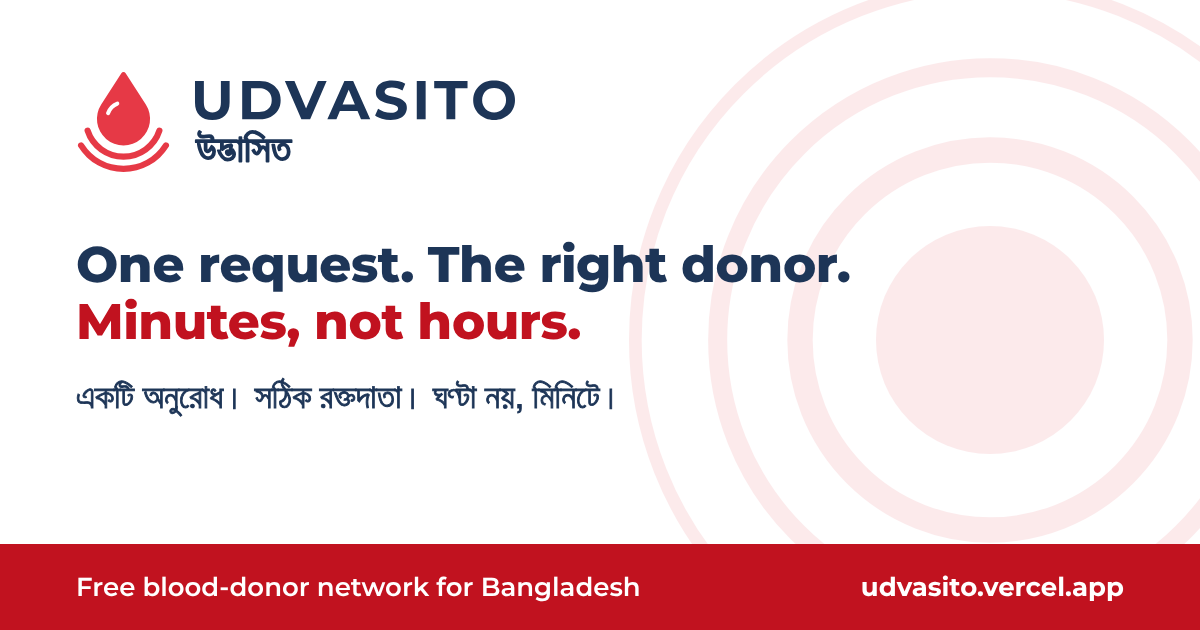 UDVASITO
উদ্ভাসিত
One request. The right donor.
Minutes, not hours.
একটি অনুরোধ। সঠিক রক্তদাতা। ঘণ্টা নয়, মিনিটে।
Free blood-donor network for Bangladesh
udvasito.vercel.app